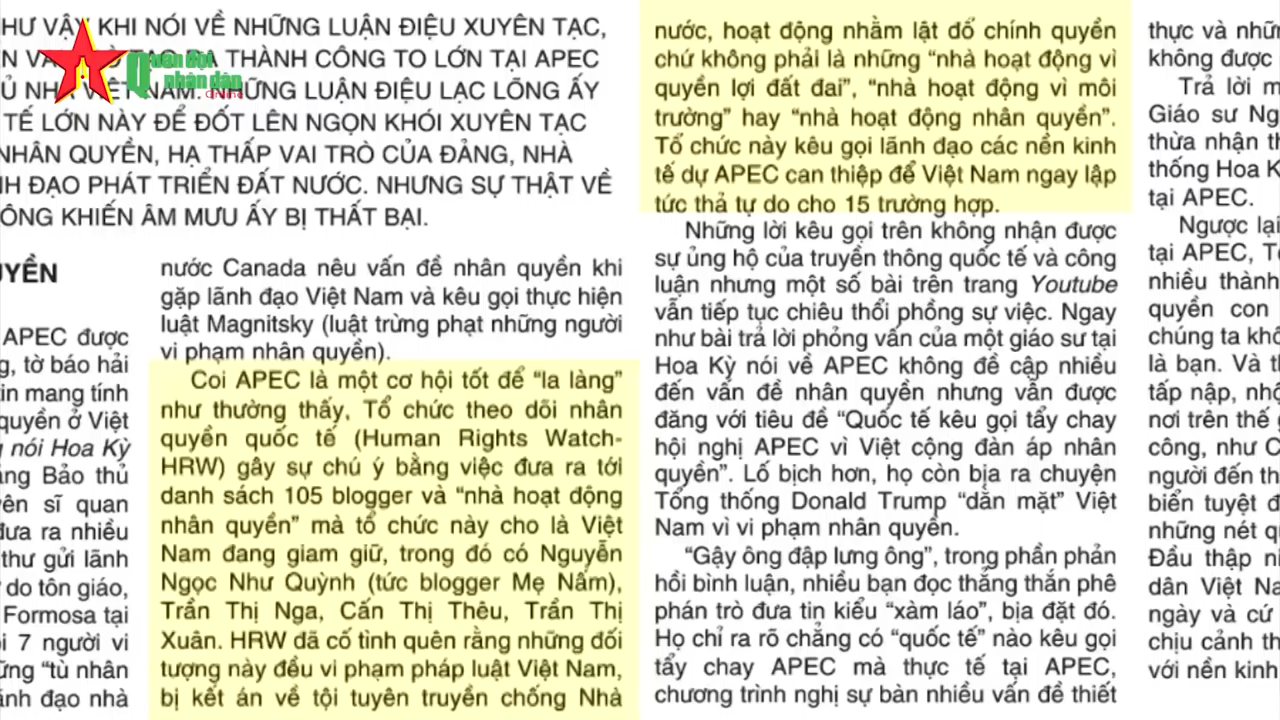 HƯ VẬY KHI NÓI VỀ NHỮNG LUẬN ĐIỆU XUYÊN TẠC,
THÀNH CÔNG TO LỚN TẠI APEC
NHỮNG LUẬN ĐIỆU LẠC LÕNG ẤY
TẾ LỚN NÀY ĐỂ ĐỐT LÊN NGỌN KHÓI XUYÊN TẠC
NHÂN QUYỀN, HẠ THẤP VAI TRÒ CỦA ĐẢNG, NHÀ
H ĐẠO PHÁT TRIỂN ĐẤT NƯỚC. NHƯNG SỰ THẬT VỀ
ÔNG KHIẾN ÂM MƯU ẤY BỊ THẤT BẠI.
Quân đội
nhân dân
ONLINE
YỀN
APEC được
g, tờ báo hải
in mang tính
quyền ở Việt
nói Hoa Kỳ
ảng Bảo thủ
yên sĩ quan
đưa ra nhiều
thư gửi lãnh
do tôn giáo,
Formosa tại
i 7 người vi
ững “tù nhân
ãnh đạo nhà
nước Canada nêu vấn đề nhân quyền khi
gặp lãnh đạo Việt Nam và kêu gọi thực hiện
luật Magnitsky (luật trừng phạt những người
vi phạm nhân quyền).
Coi APEC là một cơ hội tốt để “la làng”
như thường thấy, Tổ chức theo dõi nhân
quyền quốc tế (Human Rights Watch-
HRW) gây sự chú ý bằng việc đưa ra tới
danh sách 105 blogger và “nhà hoạt động
nhân quyền” mà tổ chức này cho là Việt
Nam đang giam giữ, trong đó có Nguyễn
Ngọc Như Quỳnh (tức blogger Mẹ Nấm),
Trần Thị Nga, Cấn Thị Thêu, Trần Thị
Xuân. HRW đã cố tình quên rằng những đối
tượng này đều vi phạm pháp luật Việt Nam,
bị kết án về tội tuyên truyền chống Nhà
nước, hoạt động nhằm lật đổ chính quyền
chứ không phải là những “nhà hoạt động vì
quyền lợi đất đai”, “nhà hoạt động vì môi
trường” hay “nhà hoạt động nhân quyền”.
Tổ chức này kêu gọi lãnh đạo các nền kinh
tế dự APEC can thiệp để Việt Nam ngay lập
tức thả tự do cho 15 trường hợp.
Những lời kêu gọi trên không nhận được
sự ủng hộ của truyền thông quốc tế và công
luận nhưng một số bài trên trang Youtube
vẫn tiếp tục chiêu thổi phồng sự việc. Ngay
như bài trả lời phỏng vấn của một giáo sư tại
Hoa Kỳ nói về APEC không đề cập nhiều
đến vấn đề nhân quyền nhưng vẫn được
đăng với tiêu đề “Quốc tế kêu gọi tẩy chay
hội nghị APEC vì Việt cộng đàn áp nhân
quyền”. Lố bịch hơn, họ còn bịa ra chuyện
Tổng thống Donald Trump “dằn mặt” Việt
Nam vì vi phạm nhân quyền.
“Gậy ông đập lưng ông”, trong phần phản
hồi bình luận, nhiều bạn đọc thẳng thắn phê
phán trò đưa tin kiểu “xàm láo”, bịa đặt đó.
Họ chỉ ra rõ chẳng có “quốc tế” nào kêu gọi
tẩy chay APEC mà thực tế tại APEC,
chương trình nghị sự bàn nhiều vấn đề thiết
thực và nhữn
không được
Trả lời m
Giáo sư Ng
thừa nhận th
thống Hoa K
tại APEC.
Ngược lại
tại APEC, T
nhiều thành
quyền con
chúng ta khó
là bạn. Và th
tấp nập, nhộ
nơi trên thế g
công, như C
người đến th
biến tuyệt đ
những nét qu
Đầu thập ni
dân Việt Na
ngày và cứ
chịu cảnh th
với nền kinh